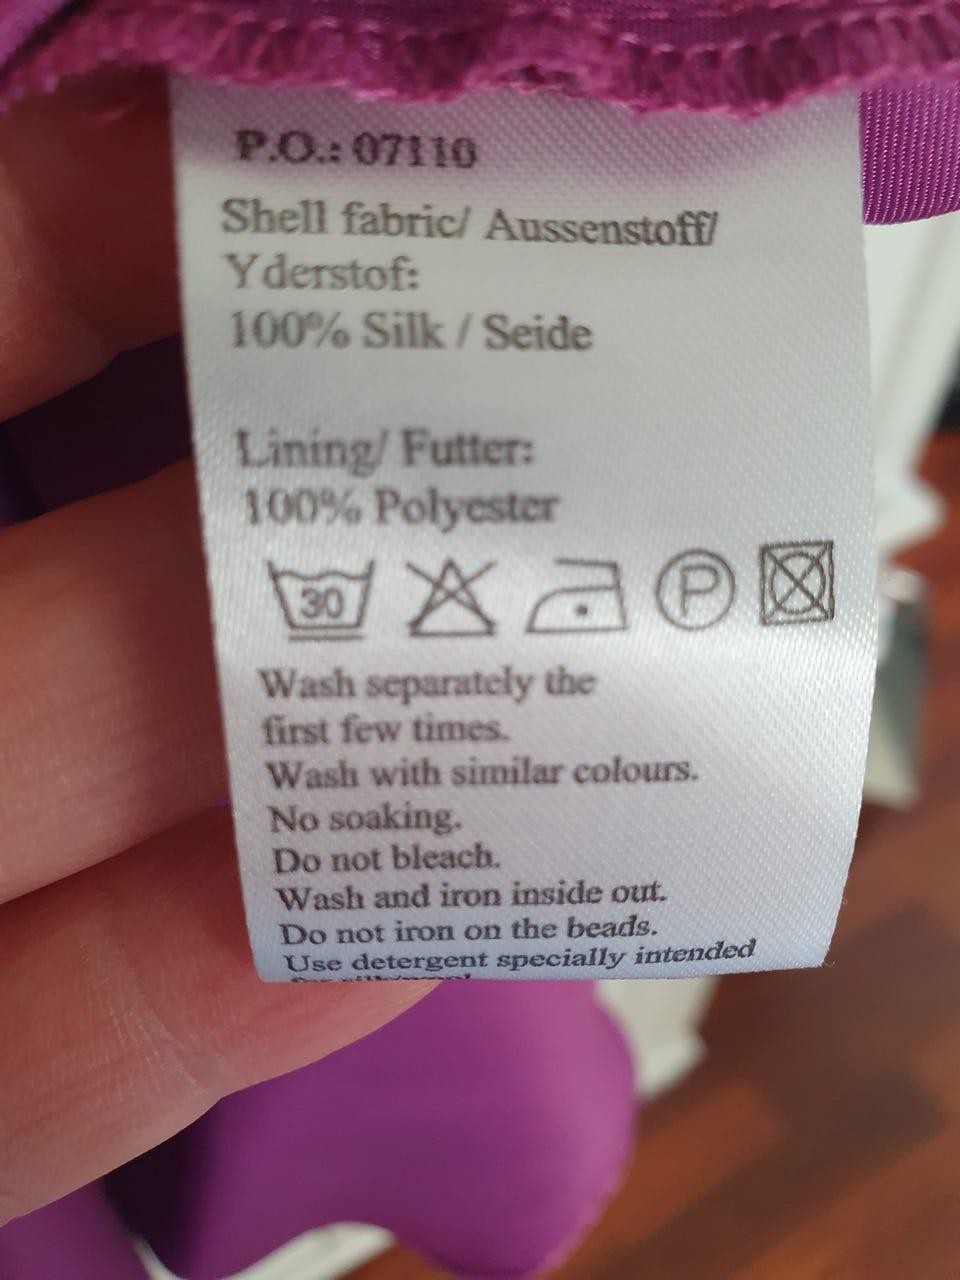 P.O.: 07110
Shell fabric/ Aussenstoff/
Yderstof:
100% Silk / Seide
Lining/ Futter:
100% Polyester
30 P
Wash separately the
first few times.
Wash with similar colours.
No soaking.
Do not bleach.
Wash and iron inside out.
Do not iron on the beads.
Use detergent specially intended